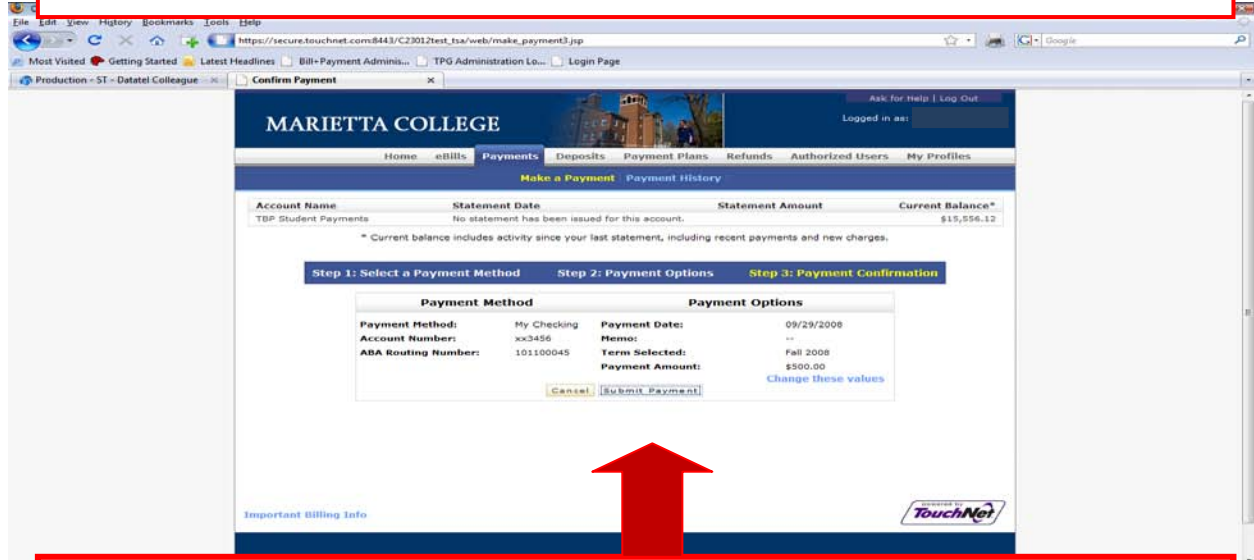 File Edit View History Bookmarks Tools Help
https://secure.touchnet.com:8443/C23012test_tsa/web/make_payment3.jsp
Google
Most Visited Getting Started Latest Headlines Bill+Payment Adminis... TPG Administration Lo... Login Page
Production - ST - Datatel Colleague Confirm Payment
Ask for Help | Log Out
MARIETTA COLLEGE
Logged in as:
Home eBills Payments Deposits Payment Plans Refunds Authorized Users My Profiles
Make a Payment Payment History
Account Name Statement Date Statement Amount Current Balance*
TBP Student Payments No statement has been issued for this account. $15,556.12
* Current balance includes activity since your last statement, including recent payments and new charges.
Step 1: Select a Payment Method Step 2: Payment Options Step 3: Payment Confirmation
Payment Method Payment Options
Payment Method: My Checking Payment Date: 09/29/2008
Account Number: xx3456 Memo: --
ABA Routing Number: 101100045 Term Selected: Fall 2008
Payment Amount: $500.00
Change these values
Cancel Submit Payment
Important Billing Info
powered by
TouchNet